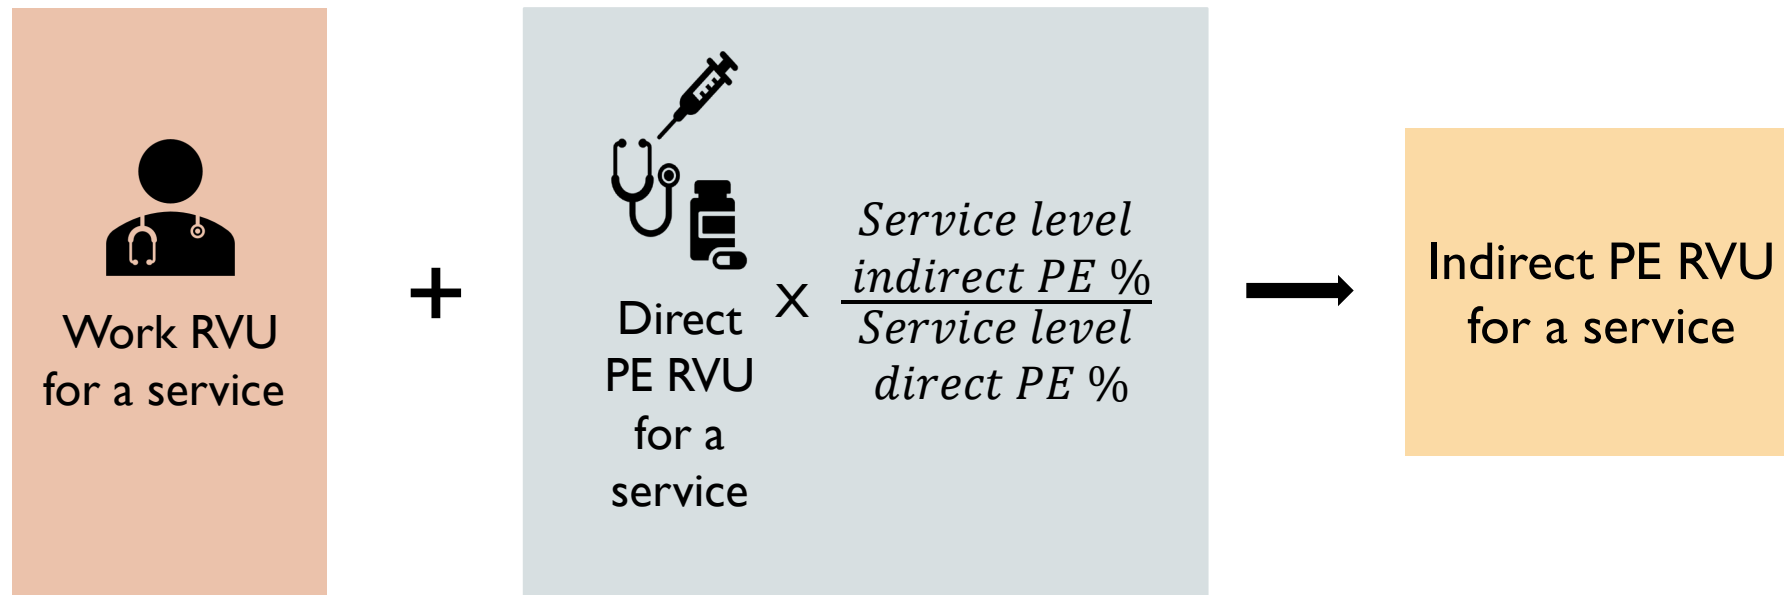 Work RVU
for a service
+
Direct
PE RVU
for a
service
x
Service level
indirect PE %
Service level
direct PE %
Indirect PE RVU
for a service